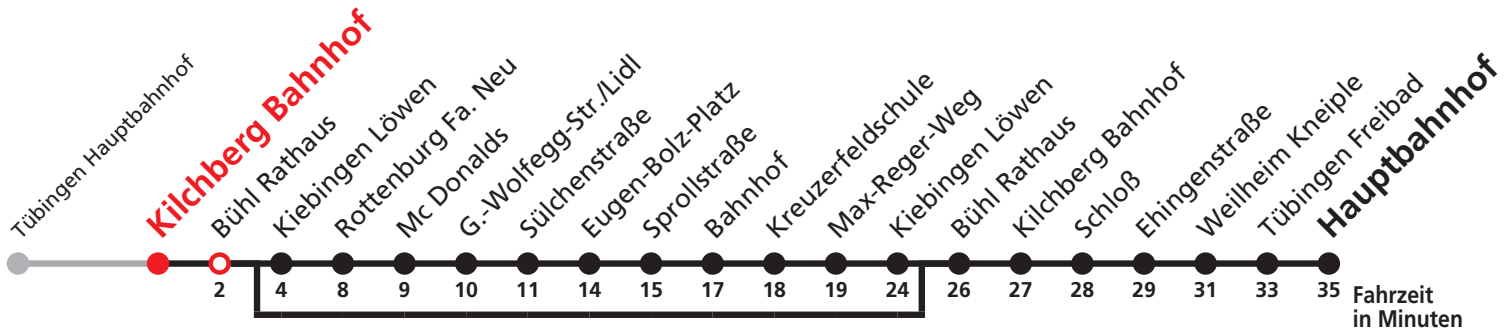 Tübingen Hauptbahnhof
Kilchberg Bahnhof
Bühl Rathaus
Kiebingen Löwen
Rottenburg Fa. Neu
Mc Donalds
G.-Wolfegg-Str./Lidl
Sülchenstraße
Eugen-Bolz-Platz
Sprollstraße
Bahnhof
Kreuzerfeldschule
Max-Reger-Weg
Kiebingen Löwen
Bühl Rathaus
Kilchberg Bahnhof
Schloß
Ehingenstraße
Weilheim Kneiple
Tübingen Freibad
Hauptbahnhof
2 4 8 9 10 11 14 15 17 18 19 24 26 27 28 29 31 33 35 Fahrzeit
in Minuten